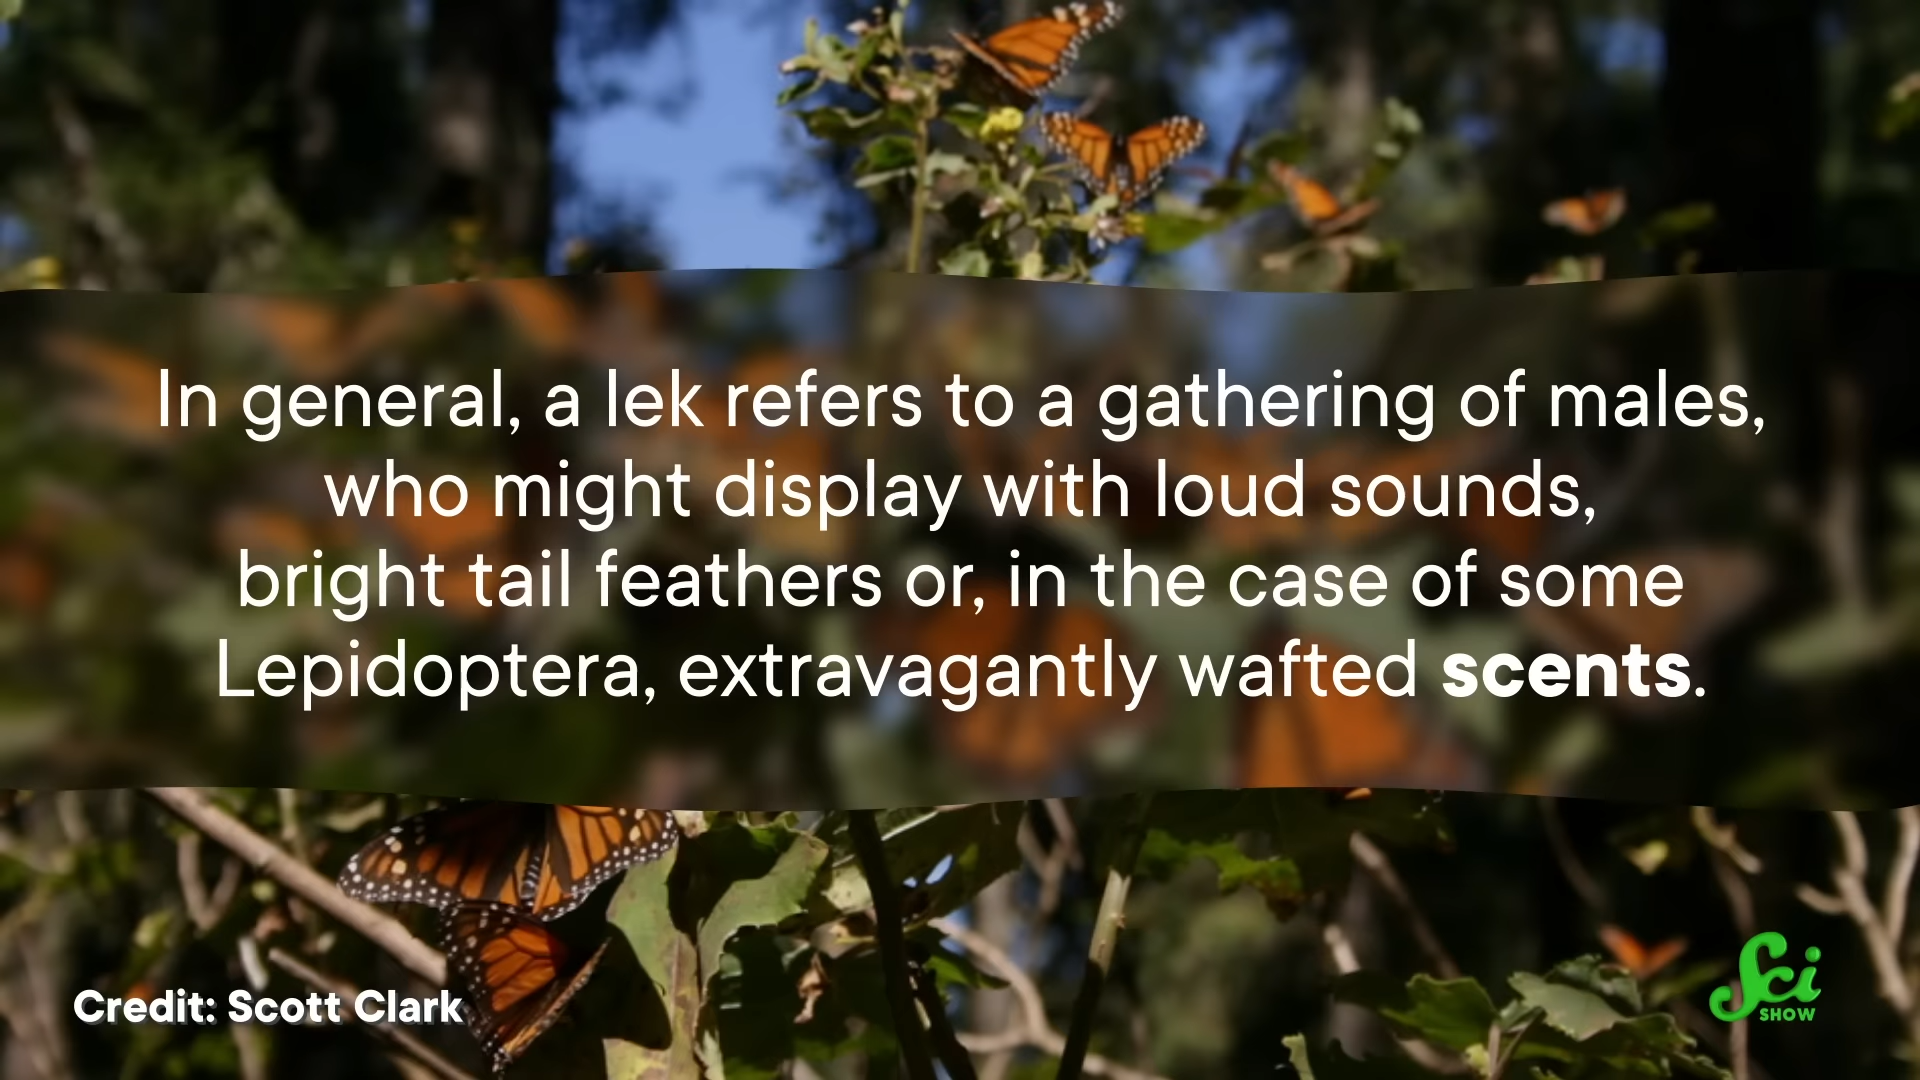 In general, a lek refers to a gathering of males,
who might display with loud sounds,
bright tail feathers or, in the case of some
Lepidoptera, extravagantly wafted scents.
Credit: Scott Clark
Sci
SHOW